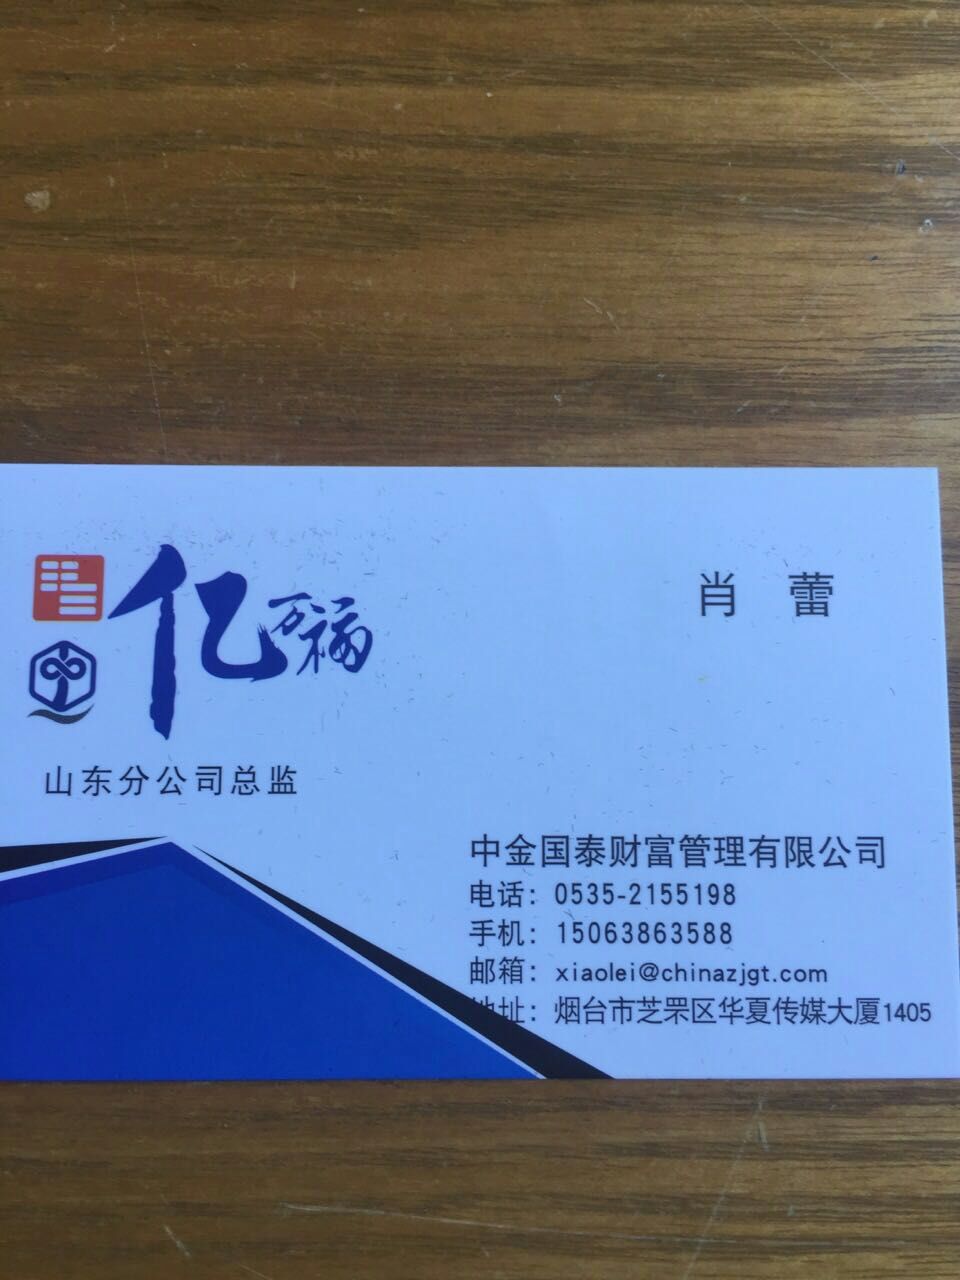 亿万福
肖 蕾
山东分公司总监
中金国泰财富管理有限公司
电话：0535-2155198
手机：15063863588
邮箱：xiaolei@chinazjgt.com
地址：烟台市芝罘区华夏传媒大厦1405